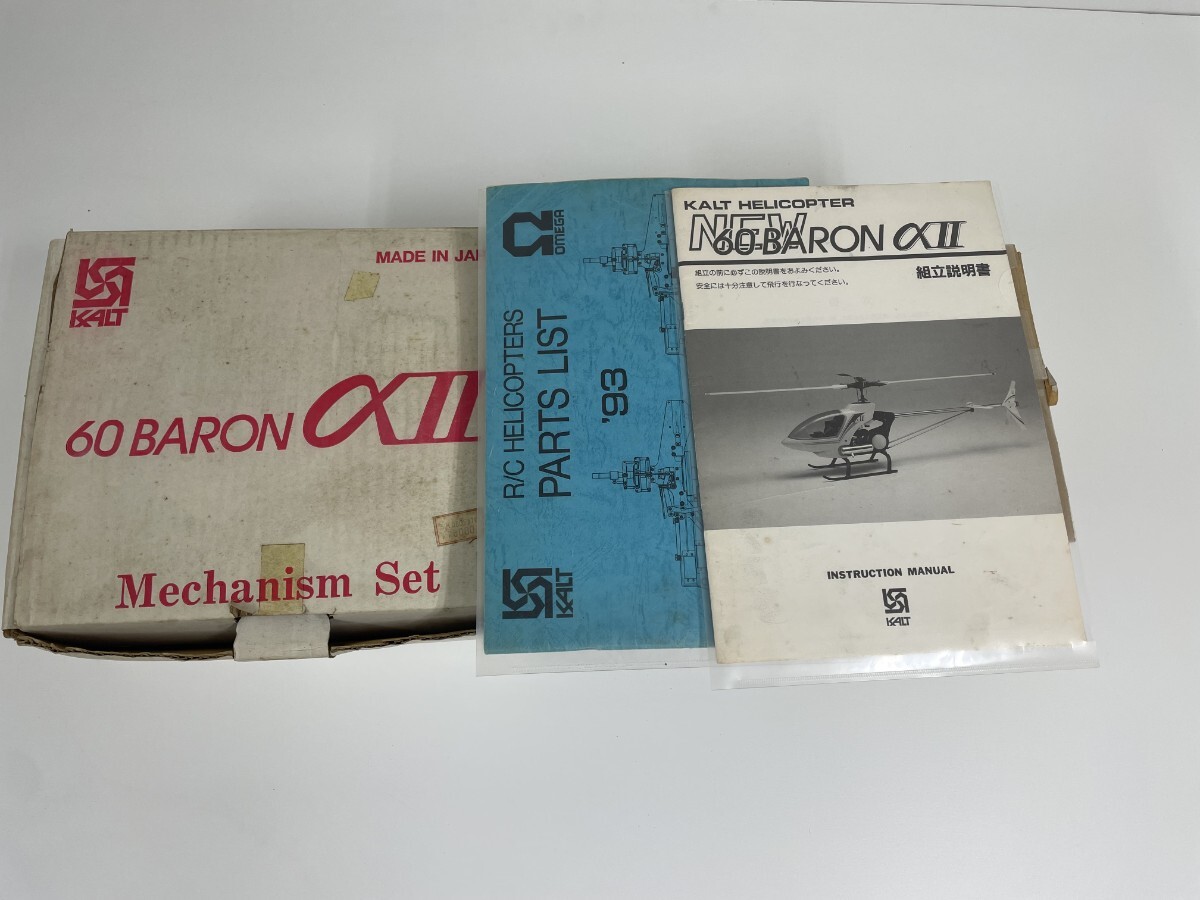 KALT
MADE IN JA
60 BARON αII
Mechanism Set
Ω
OMEGA
R/C HELICOPTERS
PARTS LIST
'93
KALT
KALT HELICOPTER
NEW
60 BARON αII
組立の前に必ずこの説明書をおよみください。
安全には十分注意して飛行を行なってください。
組立説明書
INSTRUCTION MANUAL
KALT